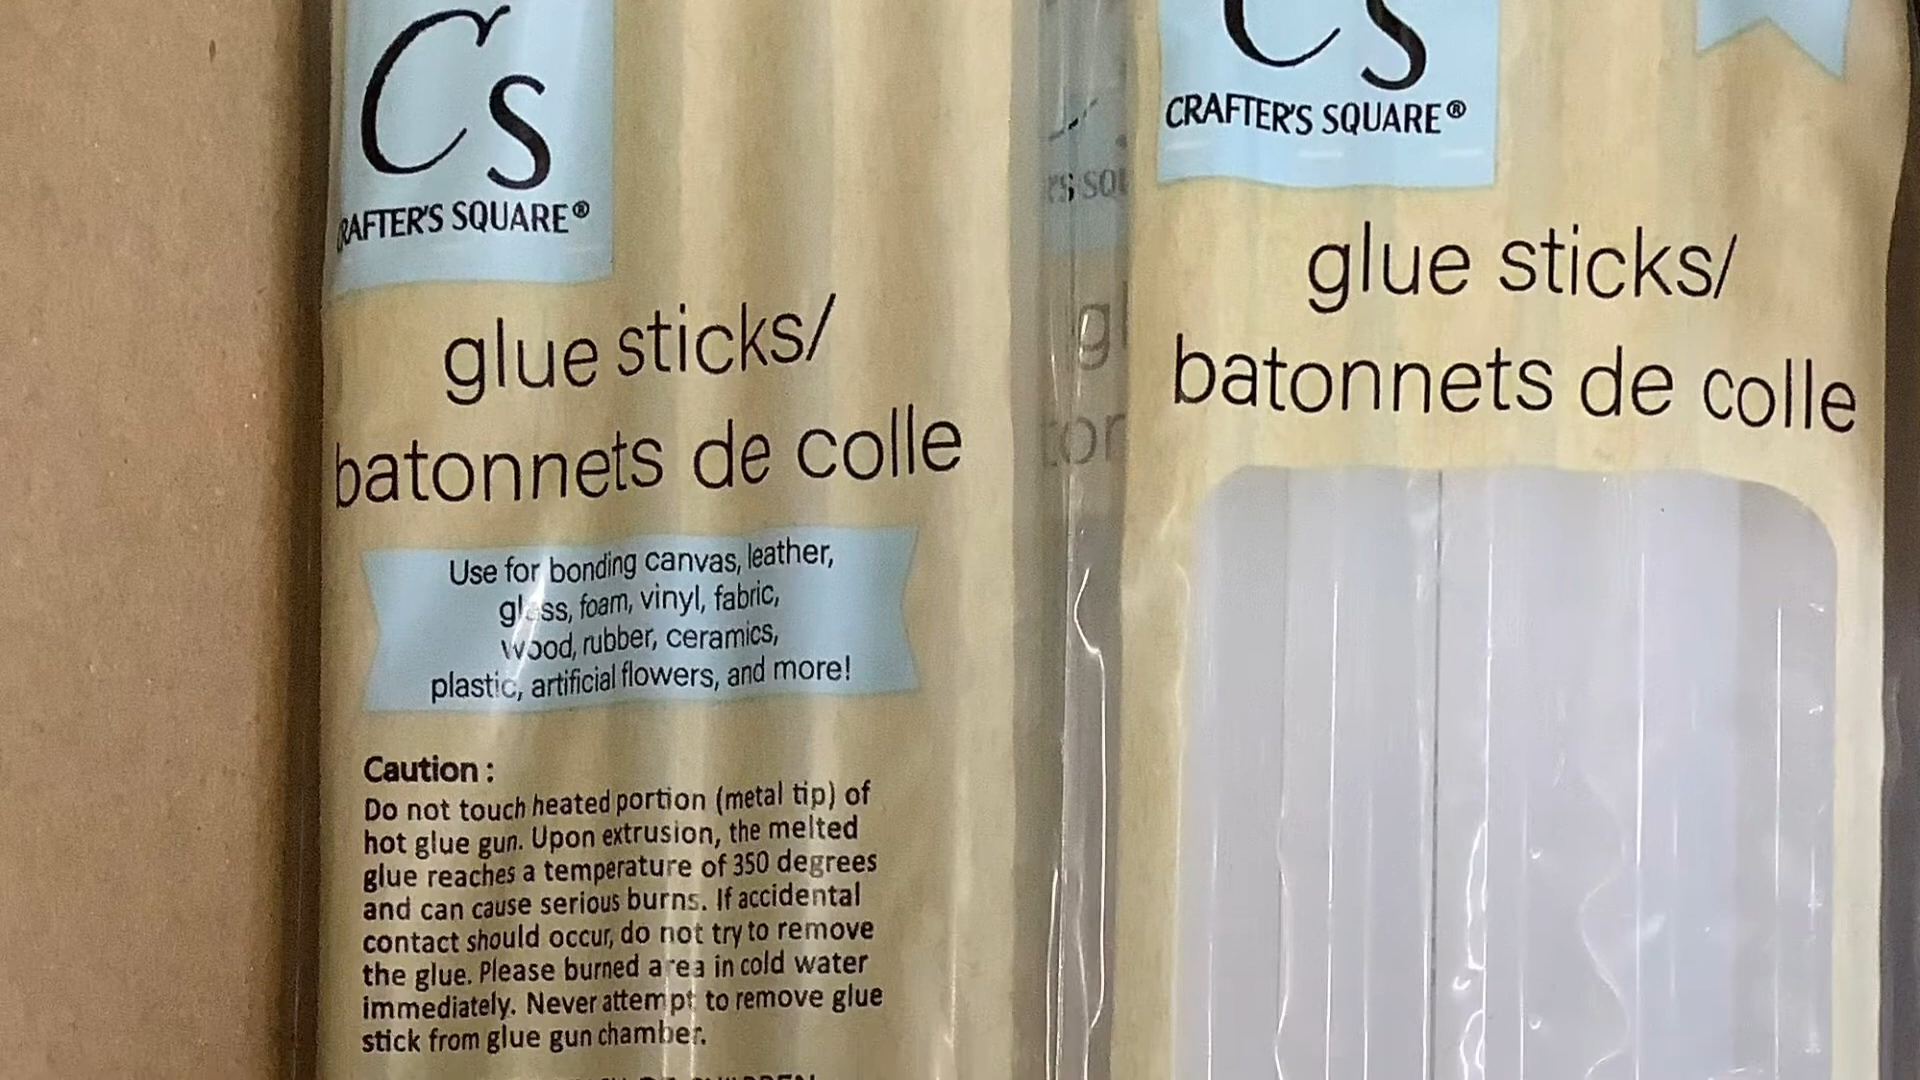 Cs
CRAFTER'S SQUARE®
glue sticks/
batonnets de colle
Use for bonding canvas, leather,
glass, foam, vinyl, fabric,
wood, rubber, ceramics,
plastic, artificial flowers, and more!
Caution :
Do not touch heated portion (metal tip) of
hot glue gun. Upon extrusion, the melted
glue reaches a temperature of 350 degrees
and can cause serious burns. If accidental
contact should occur, do not try to remove
the glue. Please burned area in cold water
immediately. Never attempt to remove glue
stick from glue gun chamber.
Cs
CRAFTER'S SQUARE®
glue sticks/
batonnets de colle